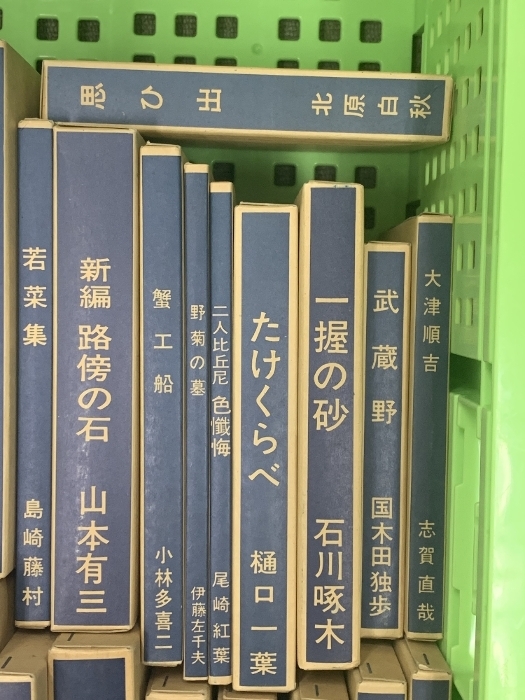 思ひ出 北原白秋
若菜集 島崎藤村
新編 路傍の石 山本有三
蟹工船 小林多喜二
野菊の墓 伊藤左千夫
二人比丘尼 色懺悔 尾崎紅葉
たけくらべ 樋口一葉
一握の砂 石川啄木
武蔵野 国木田独歩
大津順吉 志賀直哉